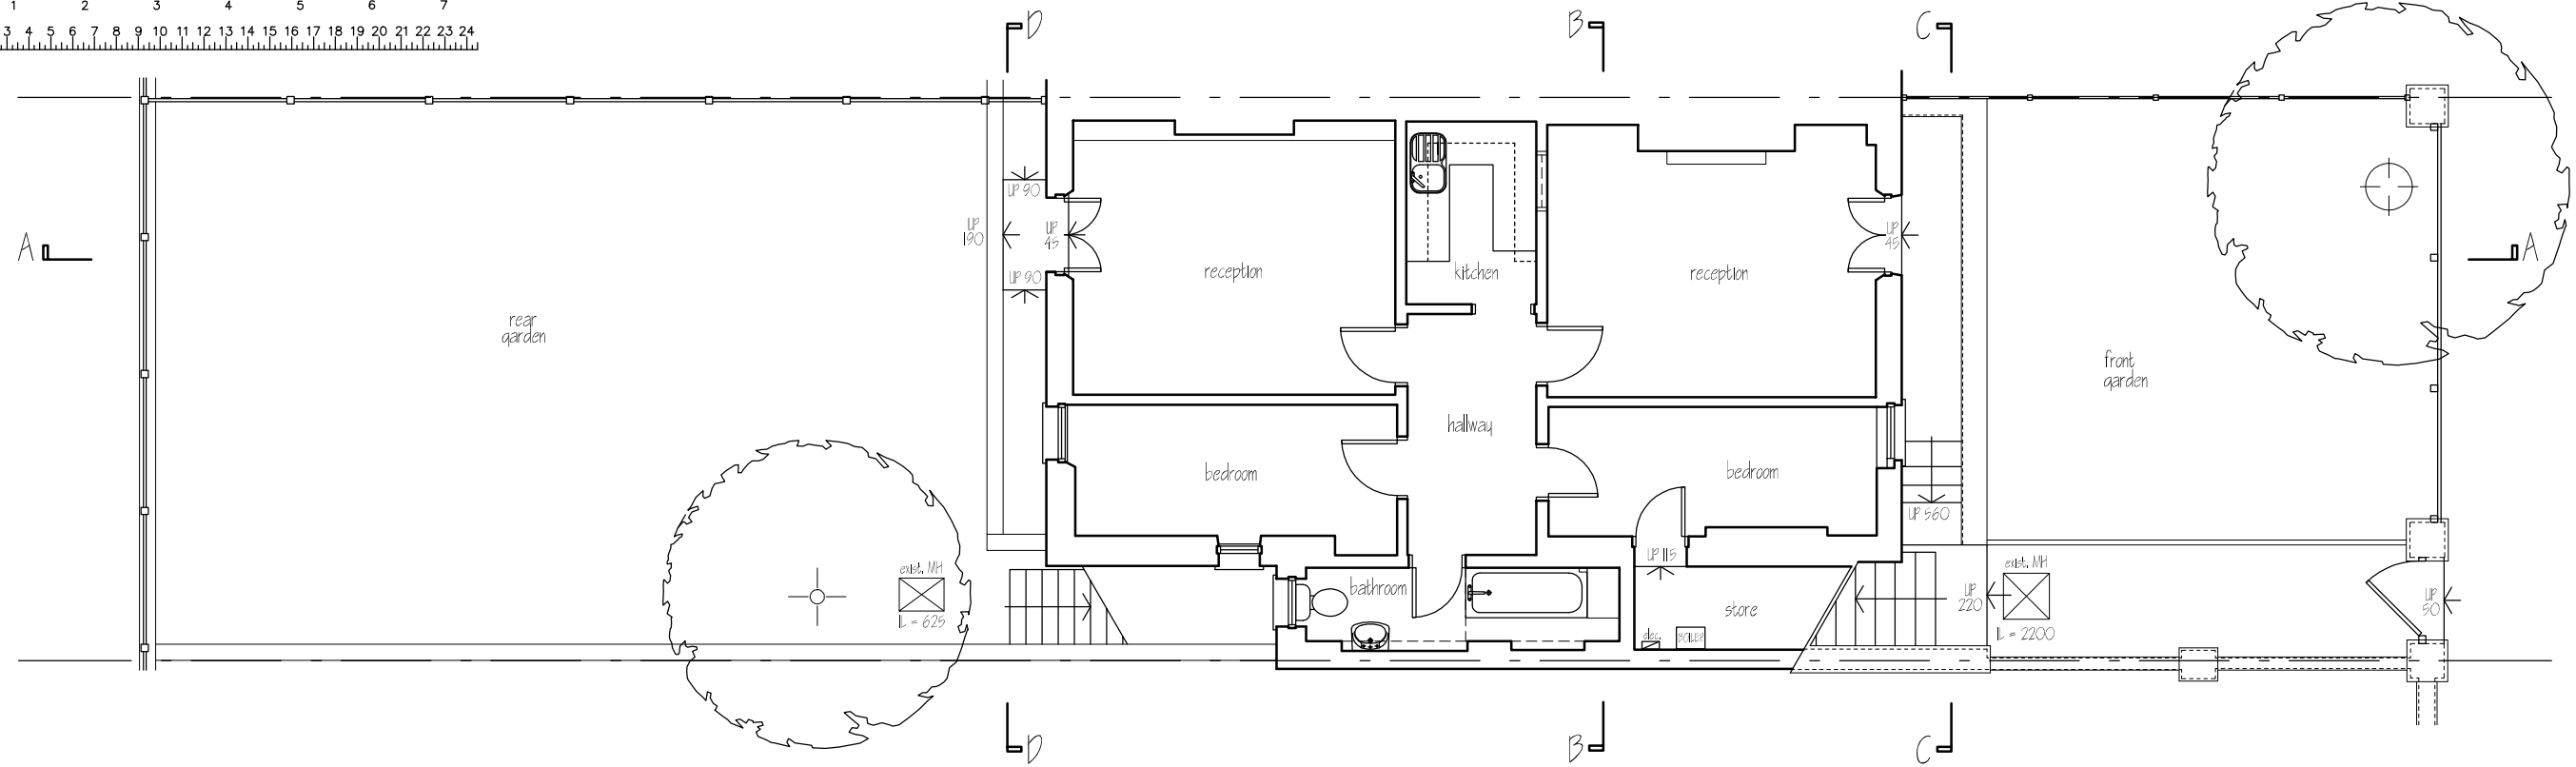 1 2 3 4 5 6 7
3 4 5 6 7 8 9 10 11 12 13 14 15 16 17 18 19 20 21 22 23 24
D B C
UP 90
UP
190
UP
45
UP
45
A A
UP 90
reception
kitchen
reception
rear
garden
front
garden
hallway
bedroom
bedroom
UP 560
UP 115
exist. MH
IL = 625
bathroom
store
elec.
BOILER
UP
220
exist. MH
IL = 2200
UP
50
D B C